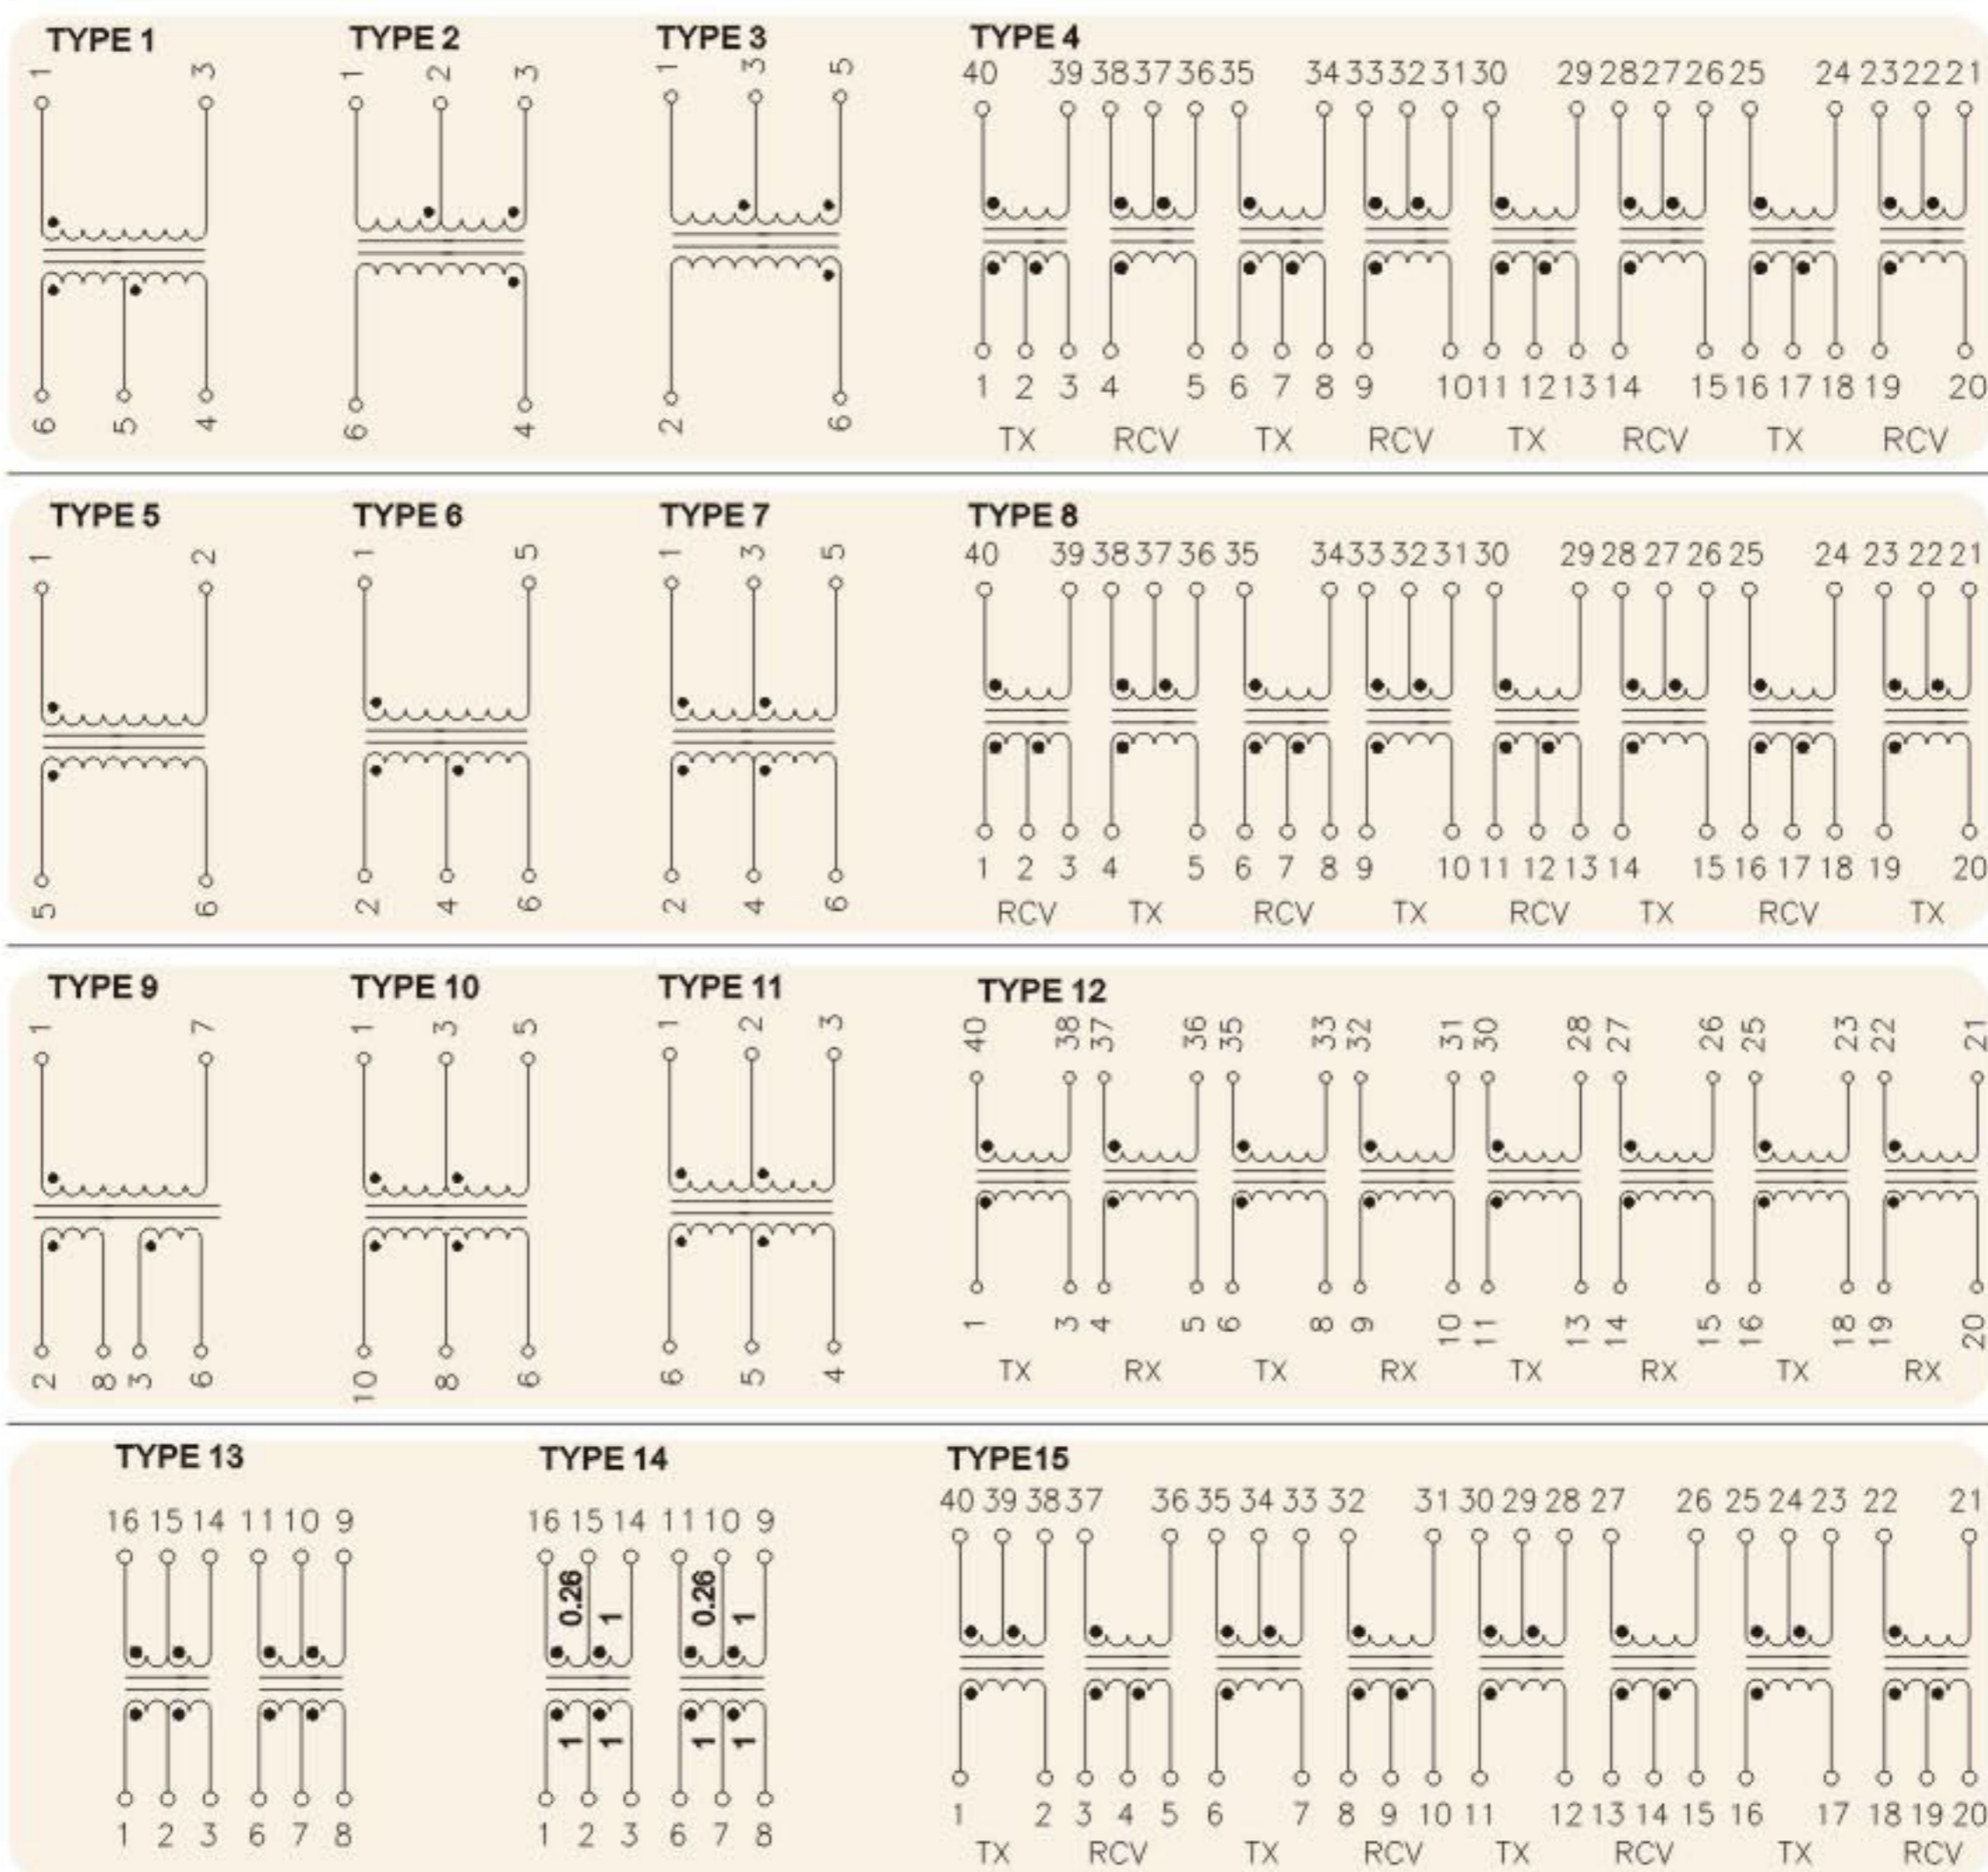 TYPE 1 TYPE 2 TYPE 3 TYPE 4
1 3 1 2 3 1 3 5 40 39 38 37 36 35 34 33 32 31 30 29 28 27 26 25 24 23 22 21
6 5 4 6 4 2 6 1 2 3 4 5 6 7 8 9 10 11 12 13 14 15 16 17 18 19 20
TX RCV TX RCV TX RCV TX RCV
TYPE 5 TYPE 6 TYPE 7 TYPE 8
1 2 1 5 1 3 5 40 39 38 37 36 35 34 33 32 31 30 29 28 27 26 25 24 23 22 21
5 6 2 4 6 2 4 6 1 2 3 4 5 6 7 8 9 10 11 12 13 14 15 16 17 18 19 20
RCV TX RCV TX RCV TX RCV TX
TYPE 9 TYPE 10 TYPE 11 TYPE 12
1 7 1 3 5 1 2 3 40 38 37 36 35 33 32 31 30 28 27 26 25 23 22 21
2 8 3 6 10 8 6 6 5 4 1 3 4 5 6 8 9 10 11 13 14 15 16 18 19 20
TX RX TX RX TX RX TX RX
TYPE 13 TYPE 14 TYPE15
16 15 14 11 10 9 16 15 14 11 10 9 40 39 38 37 36 35 34 33 32 31 30 29 28 27 26 25 24 23 22 21
0.26 1 0.26 1
1 1 1 1
1 2 3 6 7 8 1 2 3 6 7 8 1 2 3 4 5 6 7 8 9 10 11 12 13 14 15 16 17 18 19 20
TX RCV TX RCV TX RCV TX RCV